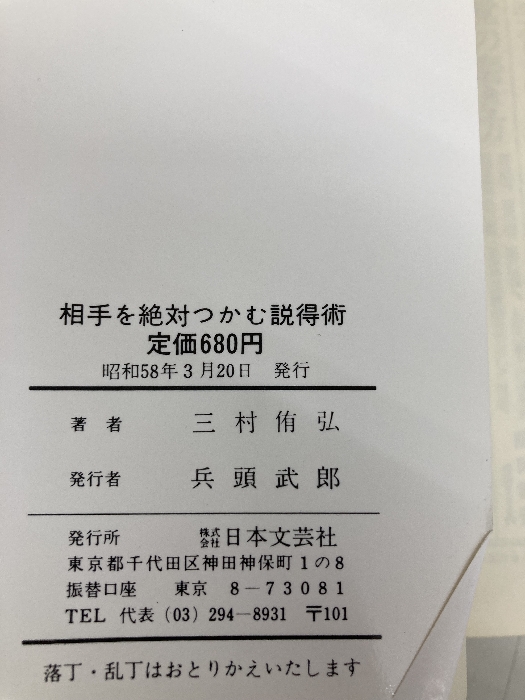 相手を絶対つかむ説得術
定価680円
昭和58年3月20日 発行
著者 三村侑弘
発行者 兵頭武郎
発行所 株式会社日本文芸社
東京都千代田区神田神保町1の8
振替口座 東京 8-73081
TEL 代表(03)294-8931 〒101
落丁・乱丁はおとりかえいたします